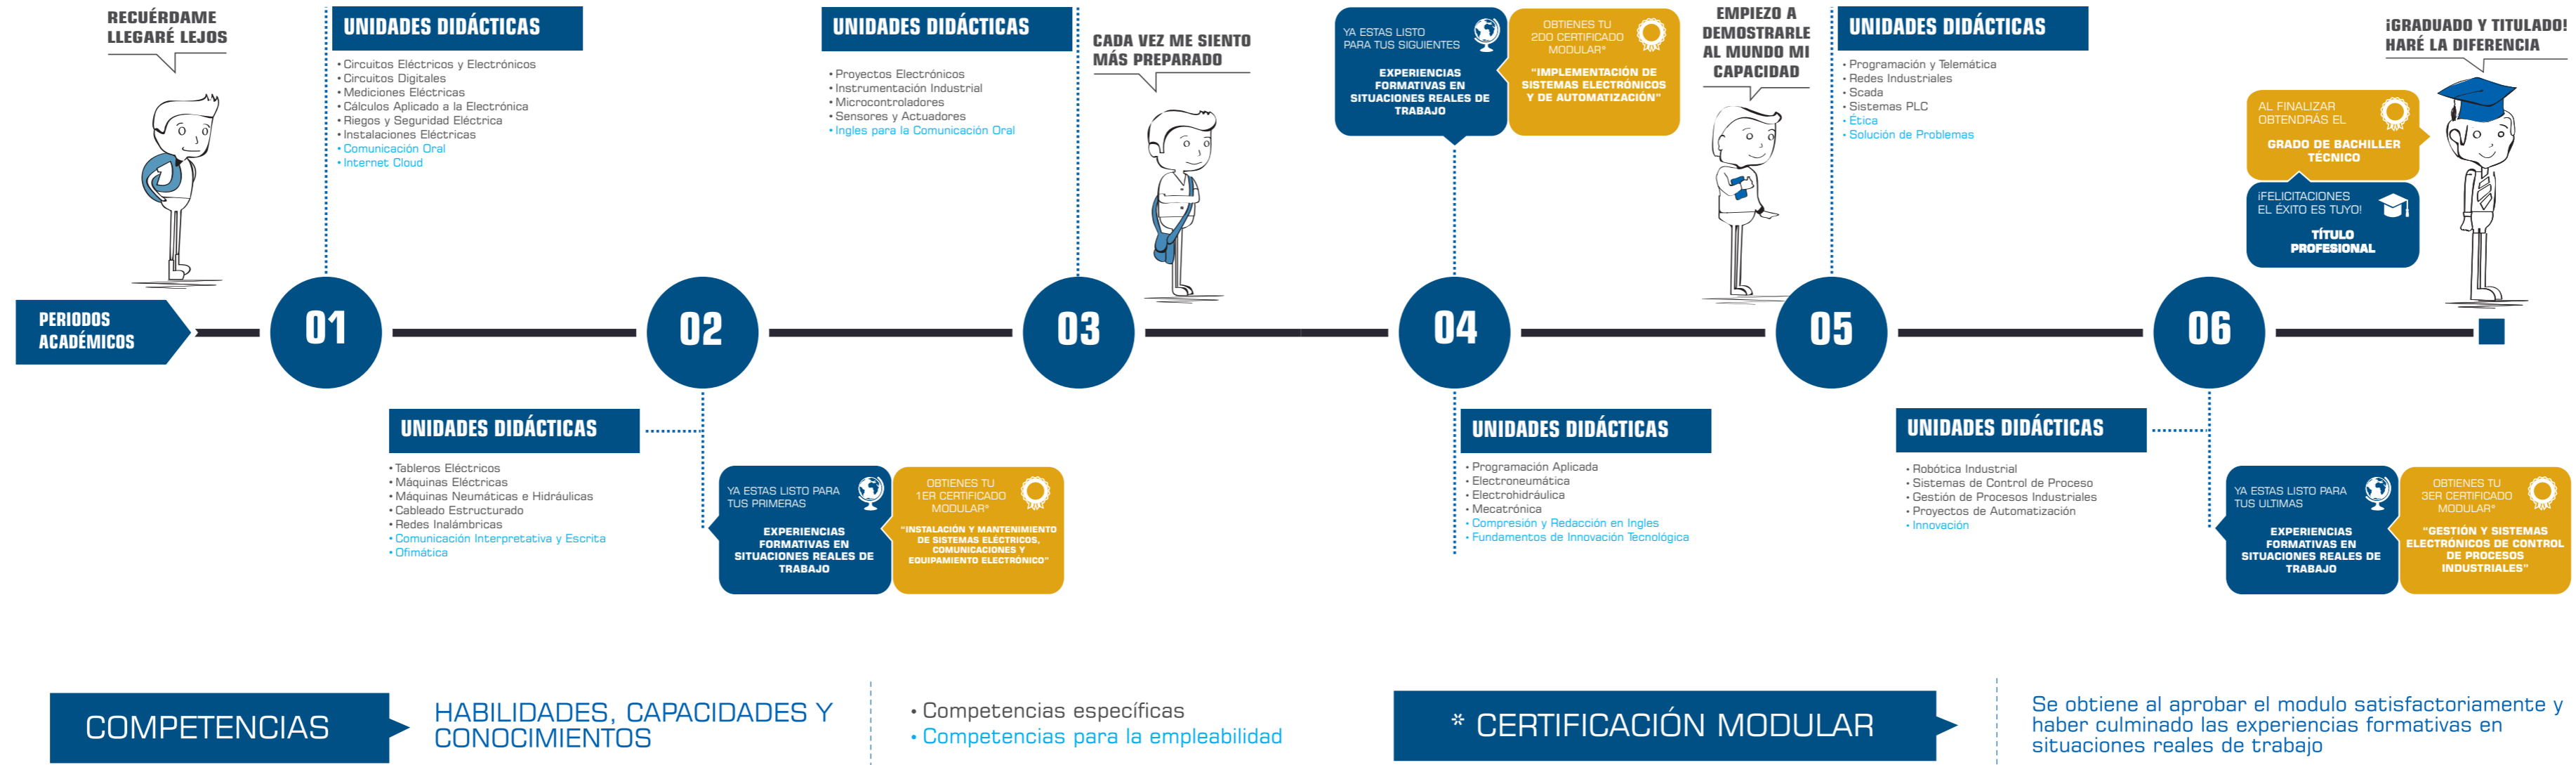 RECUÉRDAME
LLEGARÉ LEJOS
UNIDADES DIDÁCTICAS
• Circuitos Eléctricos y Electrónicos
• Circuitos Digitales
• Mediciones Eléctricas
• Cálculos Aplicado a la Electrónica
• Riegos y Seguridad Eléctrica
• Instalaciones Eléctricas
• Comunicación Oral
• Internet Cloud
UNIDADES DIDÁCTICAS
• Proyectos Electrónicos
• Instrumentación Industrial
• Microcontroladores
• Sensores y Actuadores
• Ingles para la Comunicación Oral
CADA VEZ ME SIENTO
MÁS PREPARADO
YA ESTAS LISTO
PARA TUS SIGUIENTES
EXPERIENCIAS
FORMATIVAS EN
SITUACIONES REALES DE
TRABAJO
OBTIENES TU
2DO CERTIFICADO
MODULAR*
"IMPLEMENTACIÓN DE
SISTEMAS ELECTRÓNICOS
Y DE AUTOMATIZACIÓN"
EMPIEZO A
DEMOSTRARLE
AL MUNDO MI
CAPACIDAD
UNIDADES DIDÁCTICAS
• Programación y Telemática
• Redes Industriales
• Scada
• Sistemas PLC
• Ética
• Solución de Problemas
¡GRADUADO Y TITULADO!
HARÉ LA DIFERENCIA
AL FINALIZAR
OBTENDRÁS EL
GRADO DE BACHILLER
TÉCNICO
¡FELICITACIONES
EL ÉXITO ES TUYO!
TÍTULO
PROFESIONAL
PERIODOS
ACADÉMICOS
01
02
03
04
05
06
UNIDADES DIDÁCTICAS
• Tableros Eléctricos
• Máquinas Eléctricas
• Máquinas Neumáticas e Hidráulicas
• Cableado Estructurado
• Redes Inalámbricas
• Comunicación Interpretativa y Escrita
• Ofimática
YA ESTAS LISTO PARA
TUS PRIMERAS
EXPERIENCIAS
FORMATIVAS EN
SITUACIONES REALES DE
TRABAJO
OBTIENES TU
1ER CERTIFICADO
MODULAR*
"INSTALACIÓN Y MANTENIMIENTO
DE SISTEMAS ELÉCTRICOS,
COMUNICACIONES Y
EQUIPAMIENTO ELECTRÓNICO"
UNIDADES DIDÁCTICAS
• Programación Aplicada
• Electroneumática
• Electrohidráulica
• Mecatrónica
• Compresión y Redacción en Ingles
• Fundamentos de Innovación Tecnológica
UNIDADES DIDÁCTICAS
• Robótica Industrial
• Sistemas de Control de Proceso
• Gestión de Procesos Industriales
• Proyectos de Automatización
• Innovación
YA ESTAS LISTO PARA
TUS ULTIMAS
EXPERIENCIAS
FORMATIVAS EN
SITUACIONES REALES DE
TRABAJO
OBTIENES TU
3ER CERTIFICADO
MODULAR*
"GESTIÓN Y SISTEMAS
ELECTRÓNICOS DE CONTROL
DE PROCESOS
INDUSTRIALES"
COMPETENCIAS
HABILIDADES, CAPACIDADES Y
CONOCIMIENTOS
• Competencias específicas
• Competencias para la empleabilidad
* CERTIFICACIÓN MODULAR
Se obtiene al aprobar el modulo satisfactoriamente y
haber culminado las experiencias formativas en
situaciones reales de trabajo